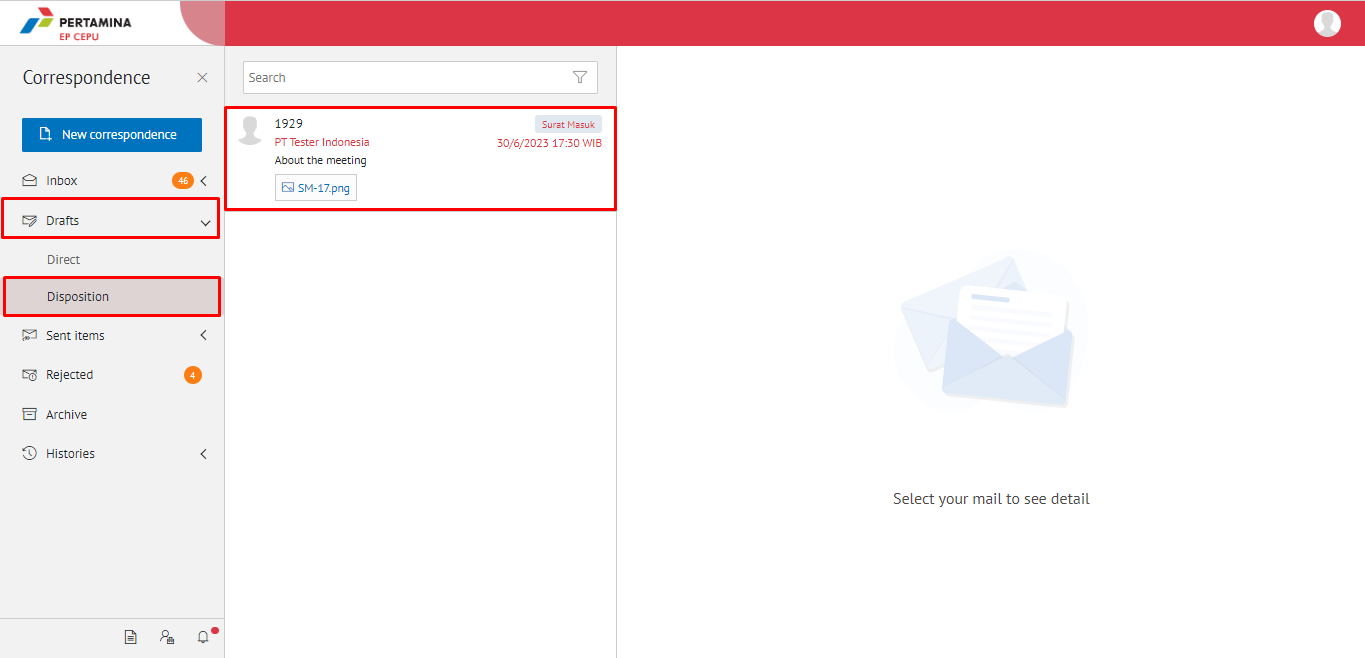 PERTAMINA
EP CEPU
Correspondence
New correspondence
Inbox 46
Drafts
Direct
Disposition
Sent items
Rejected 4
Archive
Histories
Search
1929 Surat Masuk
PT Tester Indonesia 30/6/2023 17:30 WIB
About the meeting
SM-17.png
Select your mail to see detail